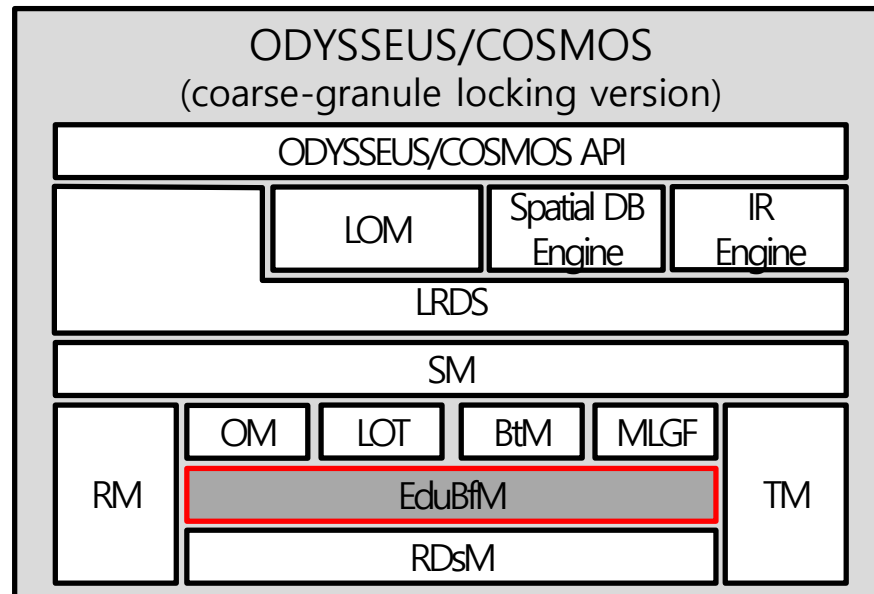 ODYSSEUS/COSMOS
(coarse-granule locking version)
ODYSSEUS/COSMOS API
LOM
Spatial DB
Engine
IR
Engine
LRDS
SM
RM
OM
LOT
BtM
MLGF
TM
EduBfM
RDsM